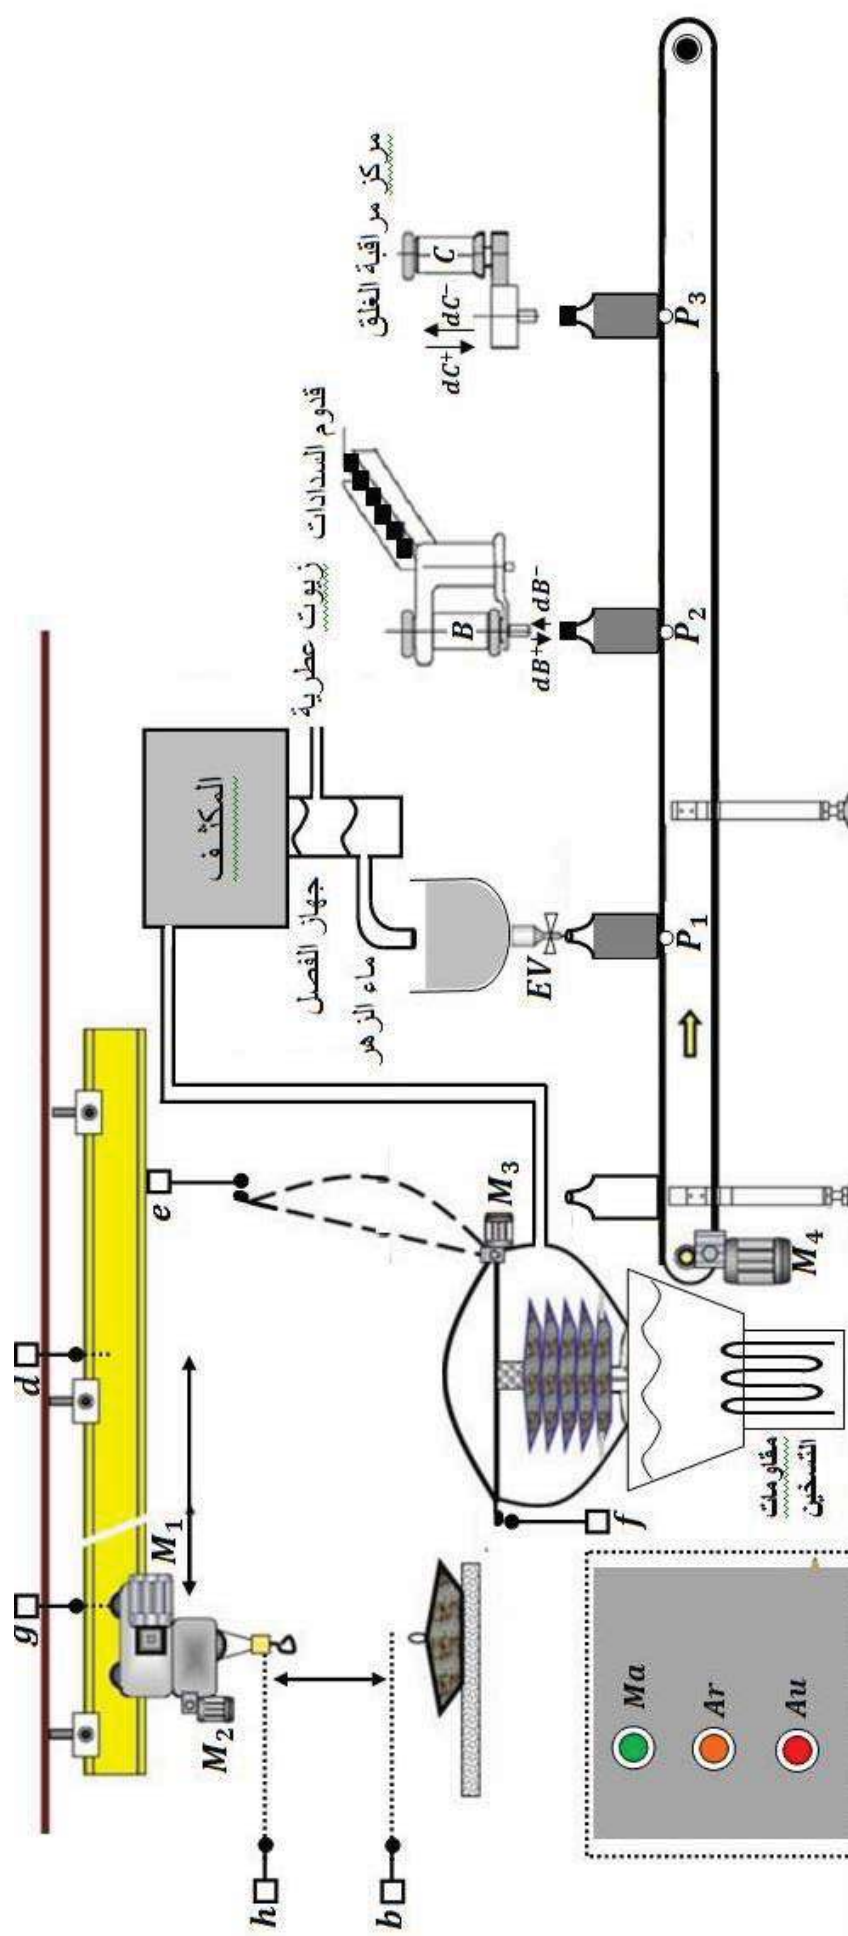 g
d
M₁
M₂
h
b
e
f
M₃
المكثف
جهاز الفصل
زيوت عطرية
ماء الزهر
EV
قدوم السدادات
مركز مراقبة الغلق
B
dB⁺
dB⁻
C
dC⁺
dC⁻
P₁
P₂
P₃
M₄
مقاومات
التسخين
Ma
Ar
Au